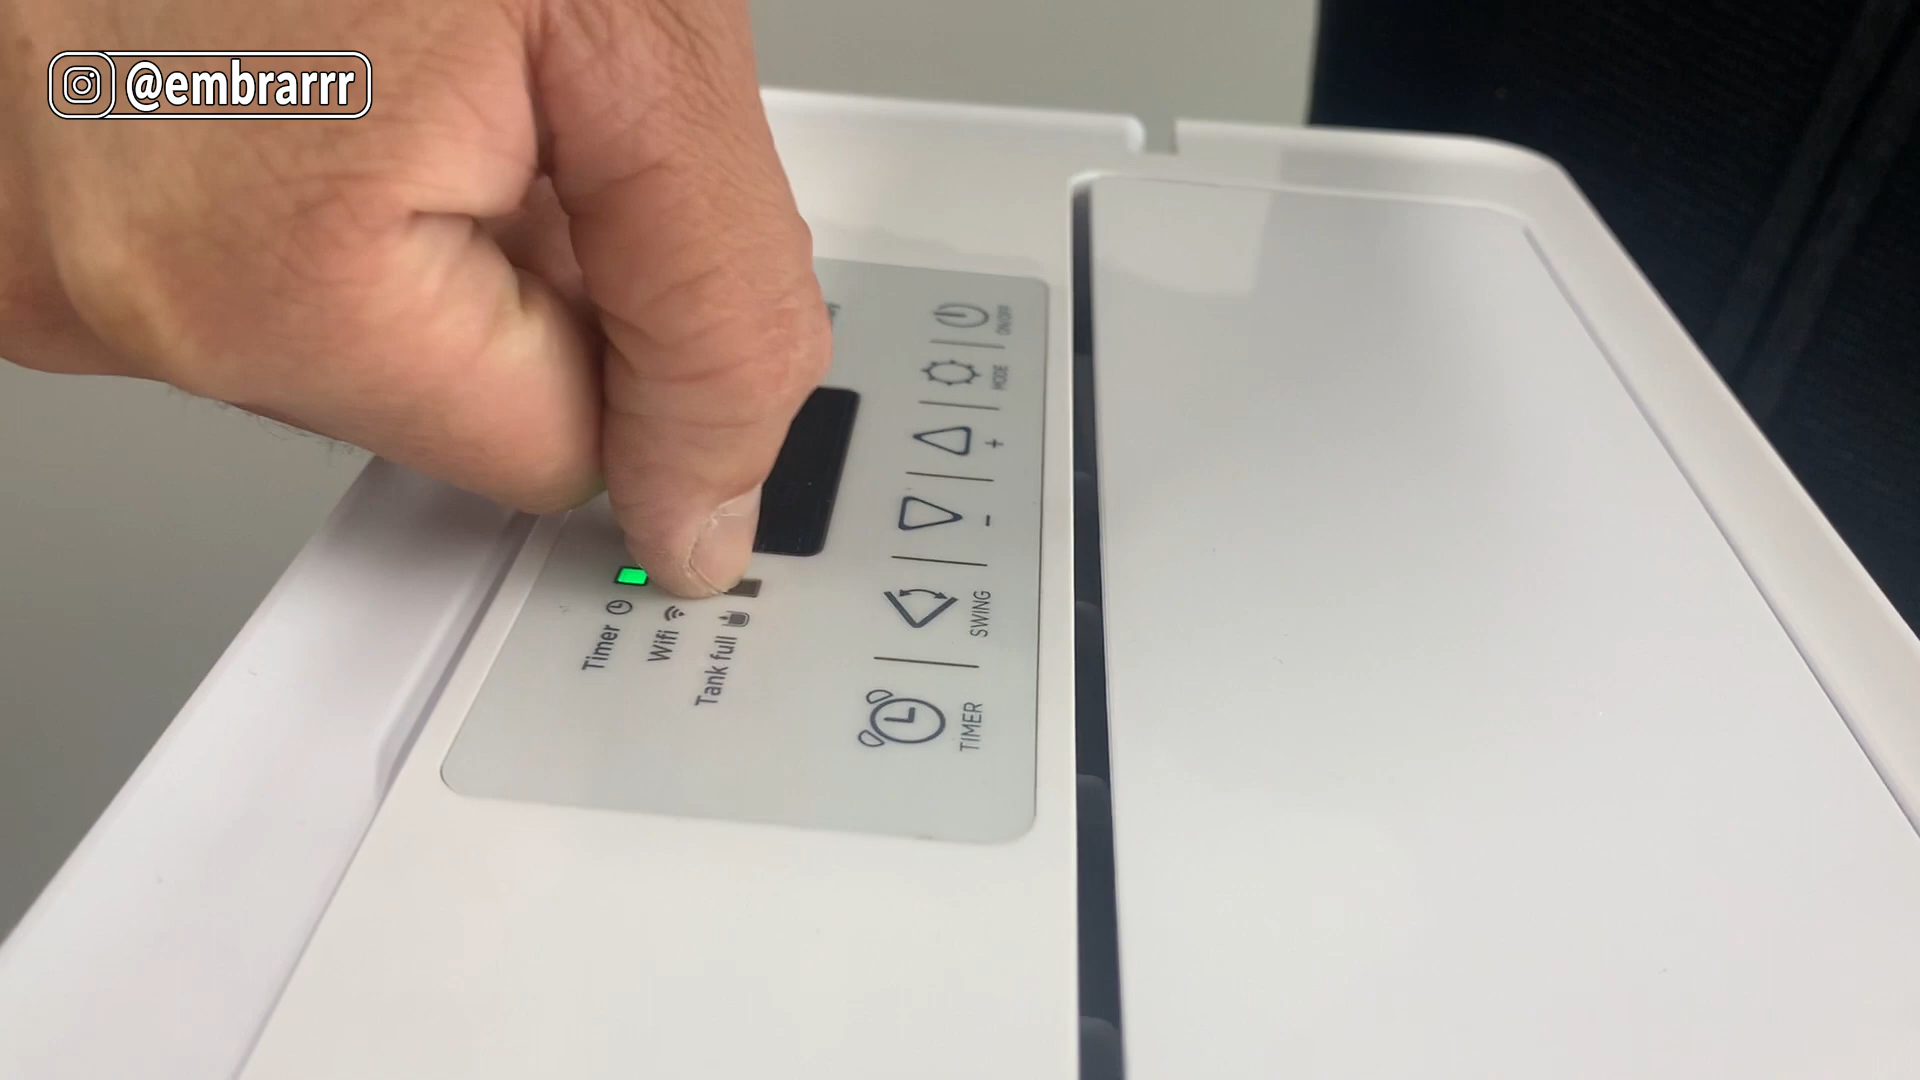 @embrarrr
ON/OFF
MODE
+
-
SWING
TIMER
Timer
Wifi
Tank full